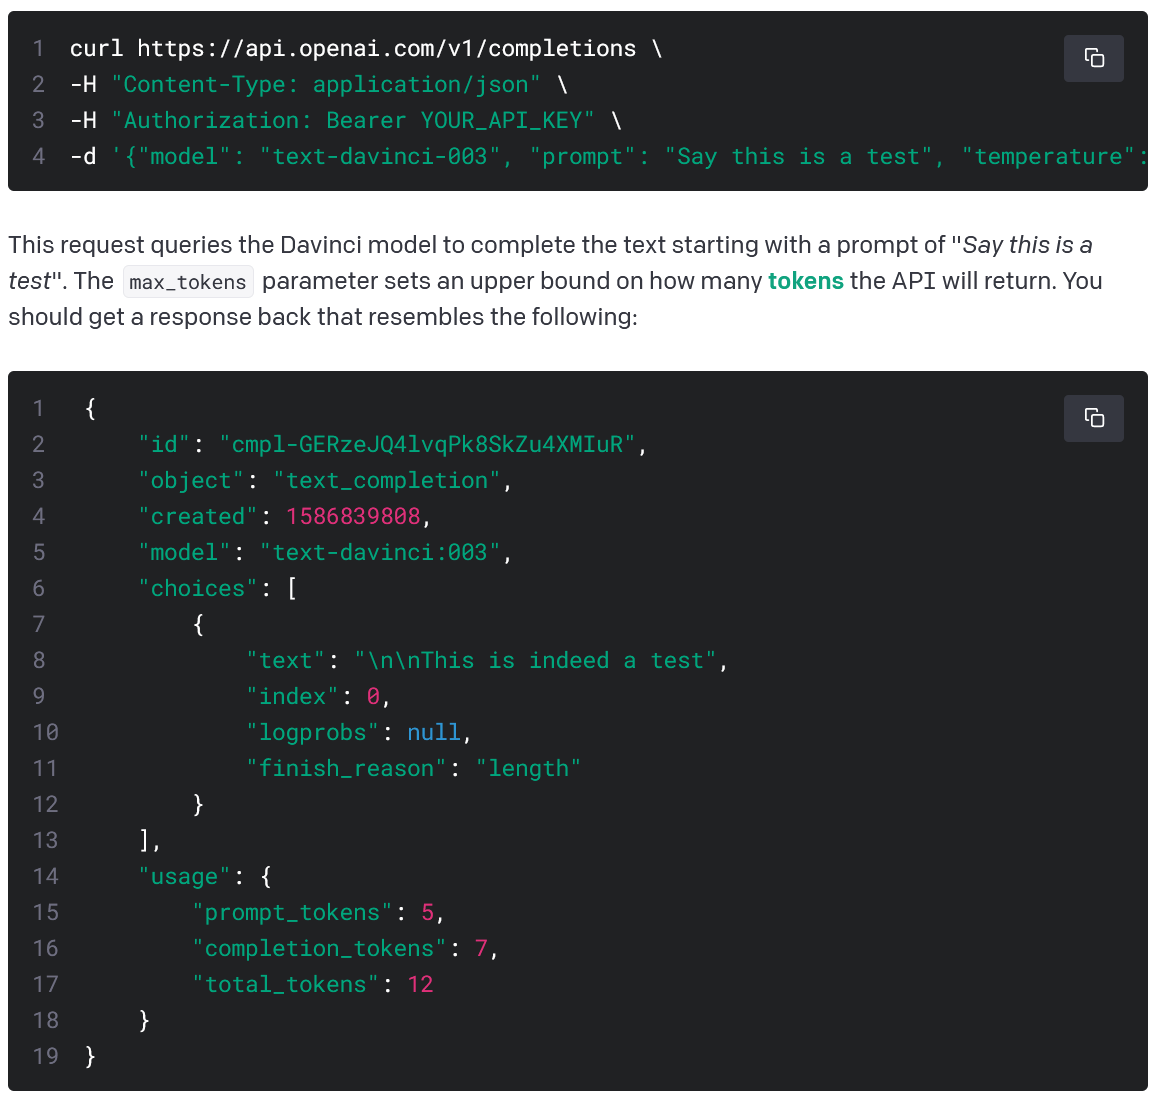 1 curl https://api.openai.com/v1/completions \
2 -H "Content-Type: application/json" \
3 -H "Authorization: Bearer YOUR_API_KEY" \
4 -d '{"model": "text-davinci-003", "prompt": "Say this is a test", "temperature":
This request queries the Davinci model to complete the text starting with a prompt of "Say this is a
test". The max_tokens parameter sets an upper bound on how many tokens the API will return. You
should get a response back that resembles the following:
1 {
2 "id": "cmpl-GERzeJQ4lvqPk8SkZu4XMIuR",
3 "object": "text_completion",
4 "created": 1586839808,
5 "model": "text-davinci:003",
6 "choices": [
7 {
8 "text": "\n\nThis is indeed a test",
9 "index": 0,
10 "logprobs": null,
11 "finish_reason": "length"
12 }
13 ],
14 "usage": {
15 "prompt_tokens": 5,
16 "completion_tokens": 7,
17 "total_tokens": 12
18 }
19 }